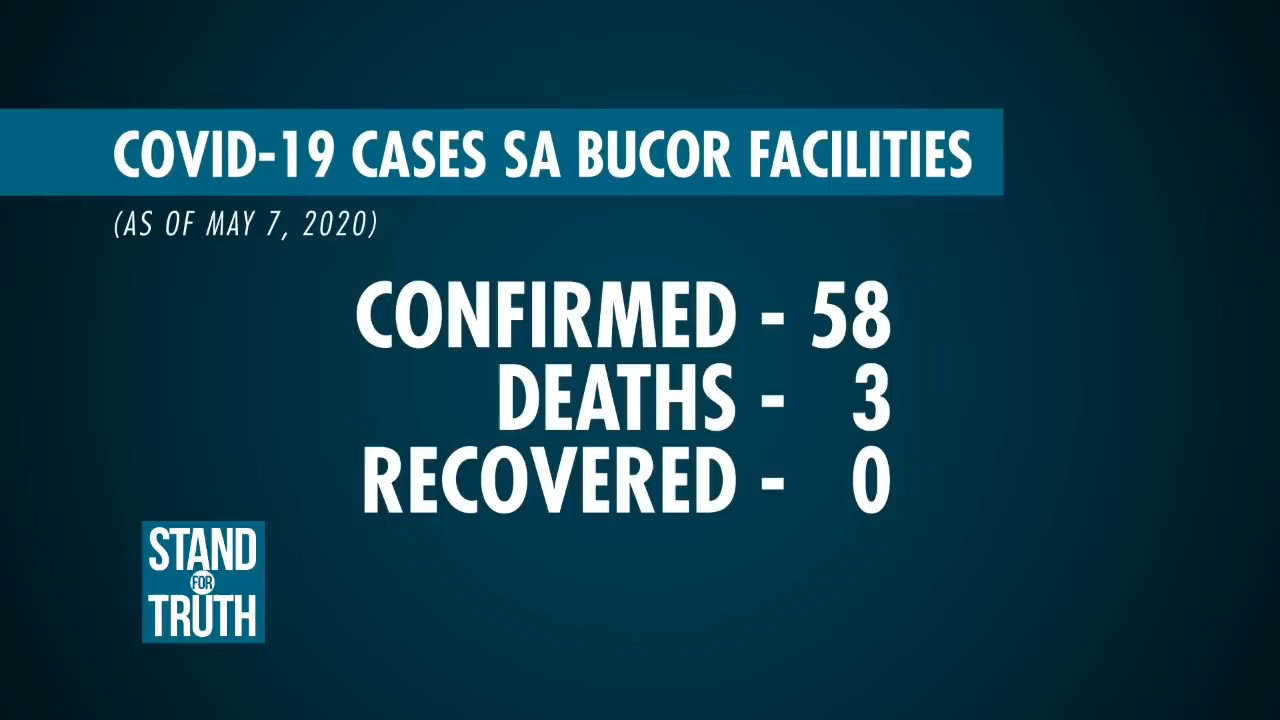 COVID-19 CASES SA BUCOR FACILITIES
(AS OF MAY 7, 2020)
CONFIRMED - 58
DEATHS - 3
RECOVERED - 0
STAND
FOR
TRUTH